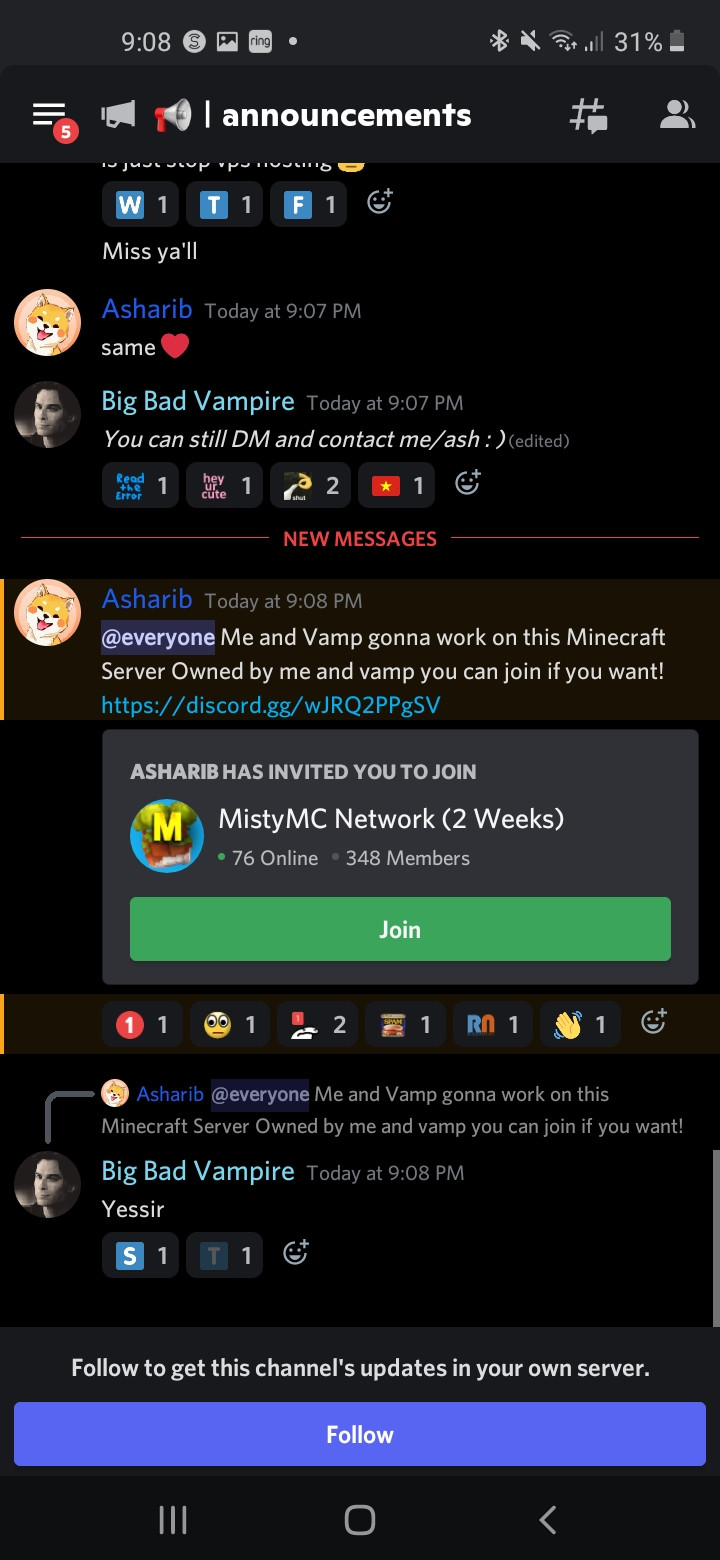 9:08 S ring 31%
5 | announcements
is just stop vps hosting
W 1 T 1 F 1
Miss ya'll
Asharib Today at 9:07 PM
same
Big Bad Vampire Today at 9:07 PM
You can still DM and contact me/ash : ) (edited)
Read the Error 1 hey ur cute 1 shut 2 1
NEW MESSAGES
Asharib Today at 9:08 PM
@everyone Me and Vamp gonna work on this Minecraft
Server Owned by me and vamp you can join if you want!
https://discord.gg/wJRQ2PPgSV
ASHARIB HAS INVITED YOU TO JOIN
M MistyMC Network (2 Weeks)
76 Online 348 Members
Join
1 1 1 1 2 SPAM 1 RN 1 1
Asharib @everyone Me and Vamp gonna work on this
Minecraft Server Owned by me and vamp you can join if you want!
Big Bad Vampire Today at 9:08 PM
Yessir
S 1 T 1
Follow to get this channel's updates in your own server.
Follow